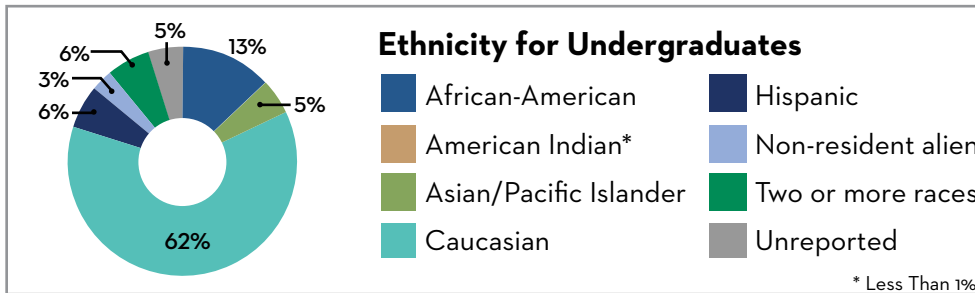 5%
6%
13%
3%
5%
6%
62%
Ethnicity for Undergraduates
African-American
Hispanic
American Indian*
Non-resident alien
Asian/Pacific Islander
Two or more races
Caucasian
Unreported
* Less Than 1%